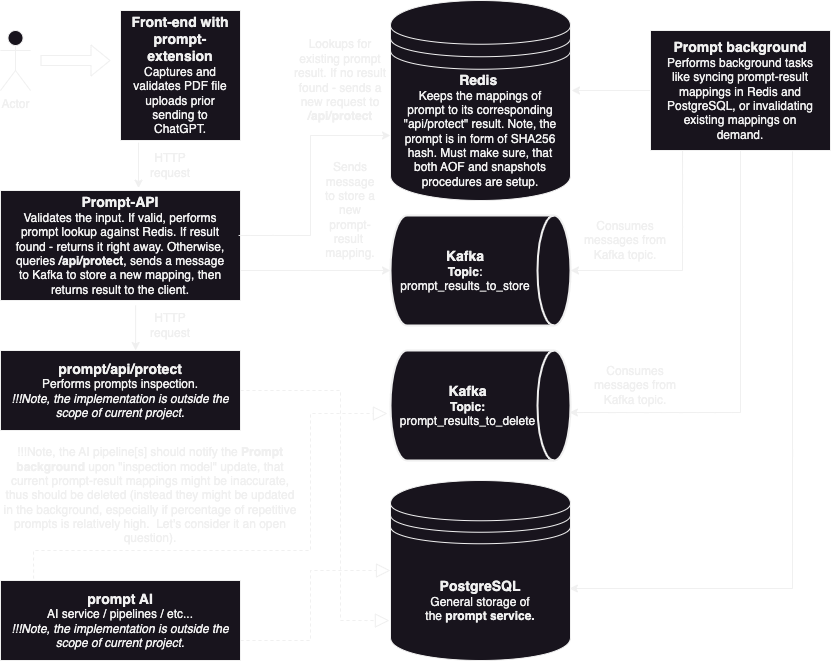 Actor
Front-end with
prompt-
extension
Captures and
validates PDF file
uploads prior
sending to
ChatGPT.
HTTP
request
Lookups for
existing prompt
result. If no result
found - sends a
new request to
/api/protect
Redis
Keeps the mappings of
prompt to its corresponding
"api/protect" result. Note, the
prompt is in form of SHA256
hash. Must make sure, that
both AOF and snapshots
procedures are setup.
Prompt background
Performs background tasks
like syncing prompt-result
mappings in Redis and
PostgreSQL, or invalidating
existing mappings on
demand.
Prompt-API
Validates the input. If valid, performs
prompt lookup against Redis. If result
found - returns it right away. Otherwise,
queries /api/protect, sends a message
to Kafka to store a new mapping, then
returns result to the client.
Sends
message
to store a
new
prompt-
result
mapping.
Kafka
Topic:
prompt_results_to_store
Consumes
messages from
Kafka topic.
HTTP
request
prompt/api/protect
Performs prompts inspection.
!!!Note, the implementation is outside the
scope of current project.
Kafka
Topic:
prompt_results_to_delete
Consumes
messages from
Kafka topic.
!!!Note, the AI pipeline[s] should notify the Prompt
background upon "inspection model" update, that
current prompt-result mappings might be inaccurate,
thus should be deleted (instead they might be updated
in the background, especially if percentage of repetitive
prompts is relatively high. Let's consider it an open
question).
prompt AI
AI service / pipelines / etc...
!!!Note, the implementation is outside the
scope of current project.
PostgreSQL
General storage of
the prompt service.